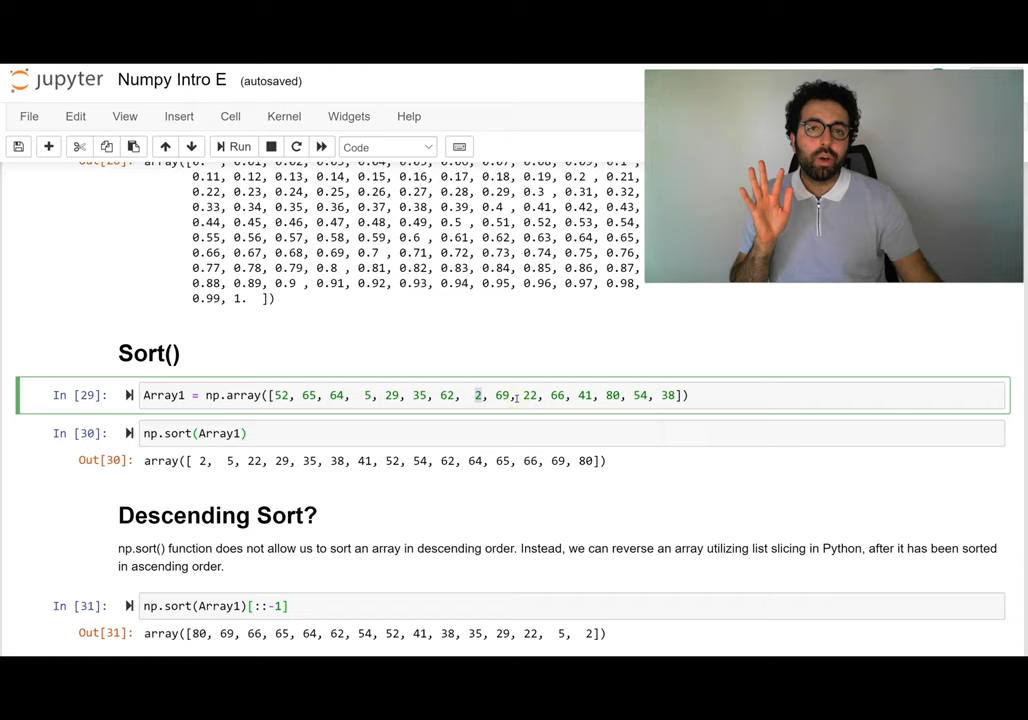 jupyter Numpy Intro E (autosaved)
File Edit View Insert Cell Kernel Widgets Help
Run Code
0.11, 0.12, 0.13, 0.14, 0.15, 0.16, 0.17, 0.18, 0.19, 0.2 , 0.21,
0.22, 0.23, 0.24, 0.25, 0.26, 0.27, 0.28, 0.29, 0.3 , 0.31, 0.32,
0.33, 0.34, 0.35, 0.36, 0.37, 0.38, 0.39, 0.4 , 0.41, 0.42, 0.43,
0.44, 0.45, 0.46, 0.47, 0.48, 0.49, 0.5 , 0.51, 0.52, 0.53, 0.54,
0.55, 0.56, 0.57, 0.58, 0.59, 0.6 , 0.61, 0.62, 0.63, 0.64, 0.65,
0.66, 0.67, 0.68, 0.69, 0.7 , 0.71, 0.72, 0.73, 0.74, 0.75, 0.76,
0.77, 0.78, 0.79, 0.8 , 0.81, 0.82, 0.83, 0.84, 0.85, 0.86, 0.87,
0.88, 0.89, 0.9 , 0.91, 0.92, 0.93, 0.94, 0.95, 0.96, 0.97, 0.98,
0.99, 1. ])
Sort()
In [29]: Array1 = np.array([52, 65, 64, 5, 29, 35, 62, 2, 69, 22, 66, 41, 80, 54, 38])
In [30]: np.sort(Array1)
Out[30]: array([ 2, 5, 22, 29, 35, 38, 41, 52, 54, 62, 64, 65, 66, 69, 80])
Descending Sort?
np.sort() function does not allow us to sort an array in descending order. Instead, we can reverse an array utilizing list slicing in Python, after it has been sorted
in ascending order.
In [31]: np.sort(Array1)[::-1]
Out[31]: array([80, 69, 66, 65, 64, 62, 54, 52, 41, 38, 35, 29, 22, 5, 2])